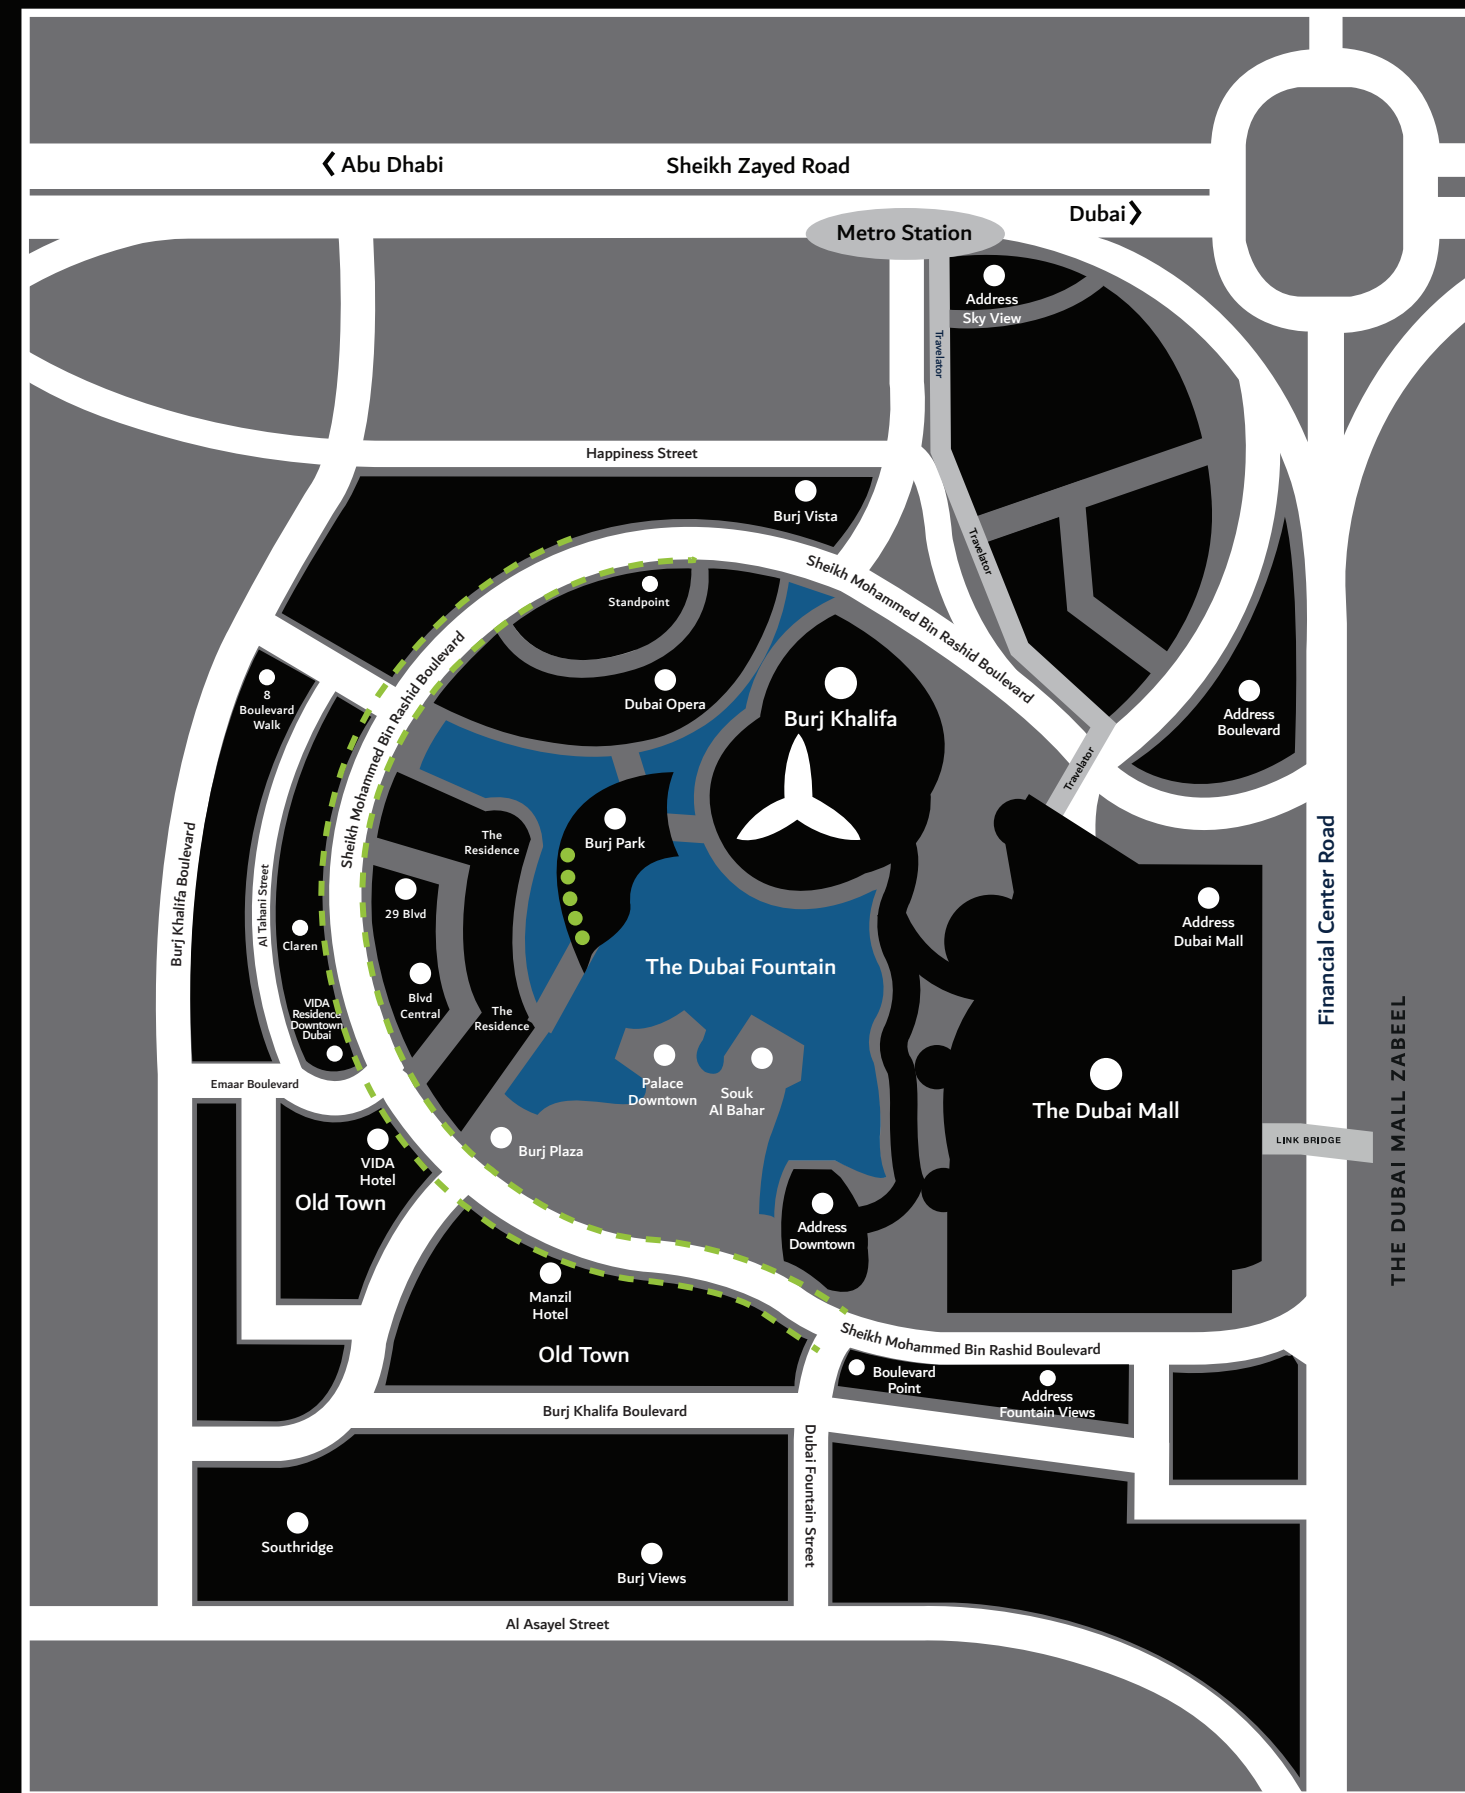 Abu Dhabi
Sheikh Zayed Road
Dubai
Metro Station
Address
Sky View
Travelator
Happiness Street
Burj Vista
Travelator
Sheikh Mohammed Bin Rashid Boulevard
Standpoint
Sheikh Mohammed Bin Rashid Boulevard
8
Boulevard
Walk
Dubai Opera
Burj Khalifa
Address
Boulevard
Travelator
Burj Khalifa Boulevard
Al Tahani Street
The
Residence
Burj Park
Financial Center Road
29 Blvd
Claren
Address
Dubai Mall
The Dubai Fountain
Blvd
Central
The
Residence
VIDA
Residence
Downtown
Dubai
Emaar Boulevard
Palace
Downtown
Souk
Al Bahar
The Dubai Mall
LINK BRIDGE
THE DUBAI MALL ZABEEL
Burj Plaza
VIDA
Hotel
Old Town
Address
Downtown
Manzil
Hotel
Old Town
Sheikh Mohammed Bin Rashid Boulevard
Boulevard
Point
Address
Fountain Views
Burj Khalifa Boulevard
Dubai Fountain Street
Southridge
Burj Views
Al Asayel Street